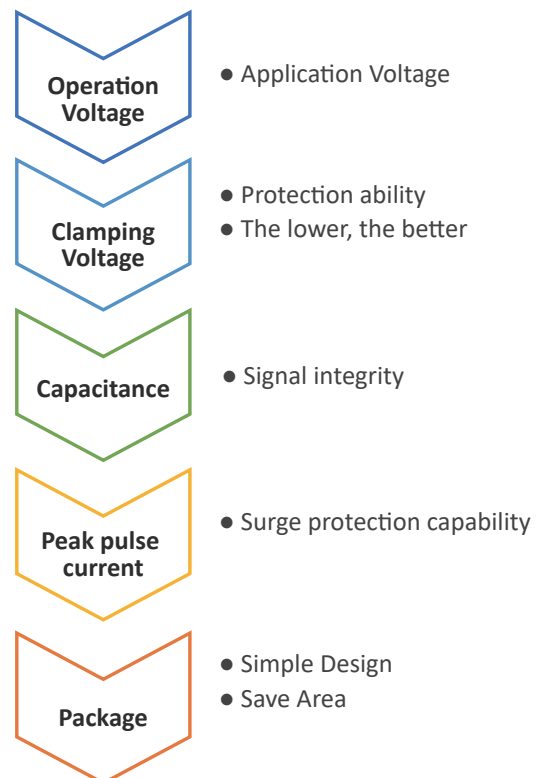 Operation
Voltage
● Application Voltage
Clamping
Voltage
● Protection ability
● The lower, the better
Capacitance
● Signal integrity
Peak pulse
current
● Surge protection capability
Package
● Simple Design
● Save Area